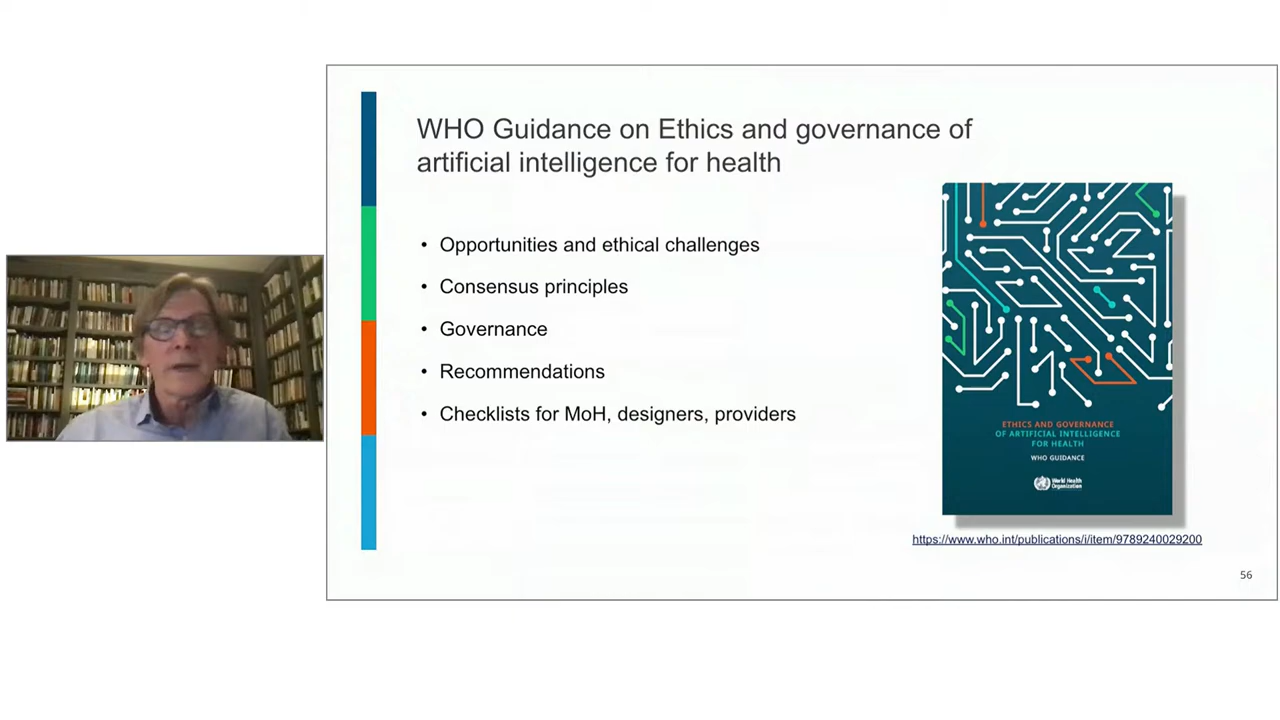 WHO Guidance on Ethics and governance of
artificial intelligence for health
• Opportunities and ethical challenges
• Consensus principles
• Governance
• Recommendations
• Checklists for MoH, designers, providers
ETHICS AND GOVERNANCE
OF ARTIFICIAL INTELLIGENCE
FOR HEALTH
WHO GUIDANCE
World Health
Organization
https://www.who.int/publications/i/item/9789240029200
56